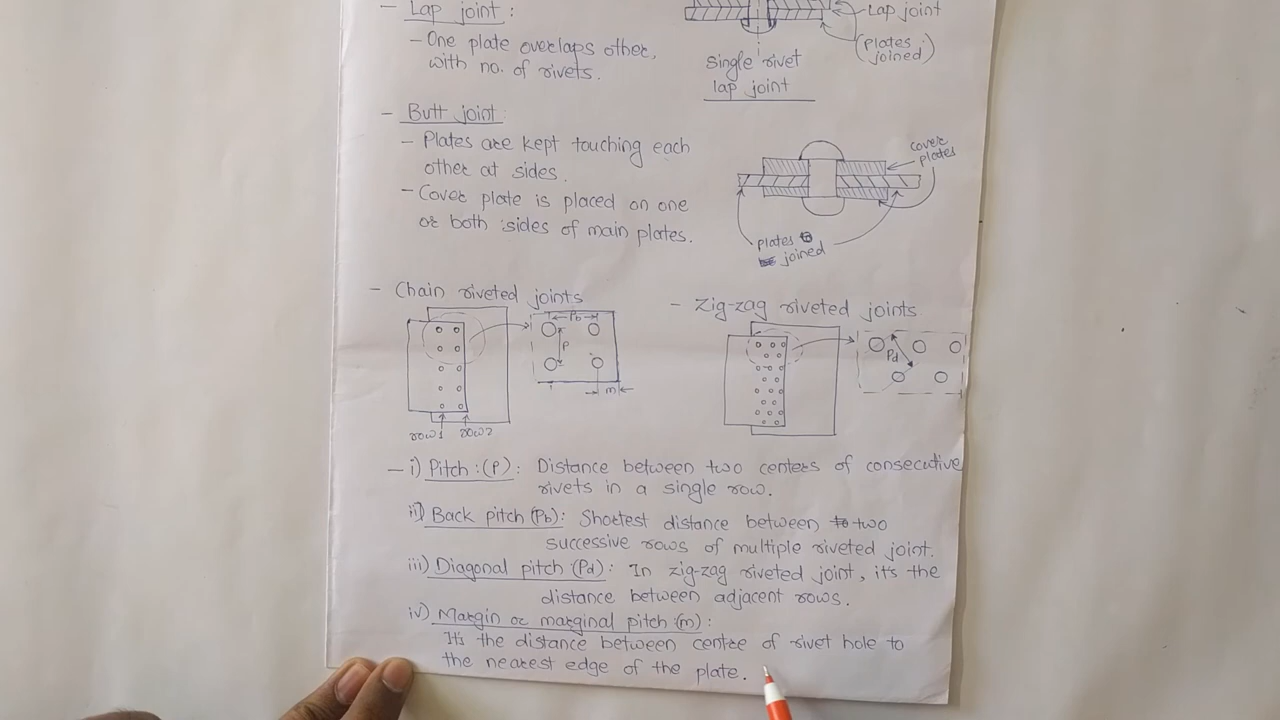 - Lap joint :
- One plate overlaps other,
with no. of rivets.
Lap joint
(plates
joined)
single rivet
lap joint
- Butt joint:
- Plates are kept touching each
other at sides.
- Cover plate is placed on one
or both sides of main plates.
cover
plates
plates
joined
- Chain riveted joints
Pb
P
m
row1 row2
- Zig-zag riveted joints.
Pd
- i) Pitch : (P) : Distance between two centers of consecutive
rivets in a single row.
ii) Back pitch (Pb) : Shortest distance between two
successive rows of multiple riveted joint.
iii) Diagonal pitch (Pd) : In zig-zag riveted joint, it's the
distance between adjacent rows.
iv) Margin or marginal pitch (m) :
It's the distance between centre of rivet hole to
the nearest edge of the plate.